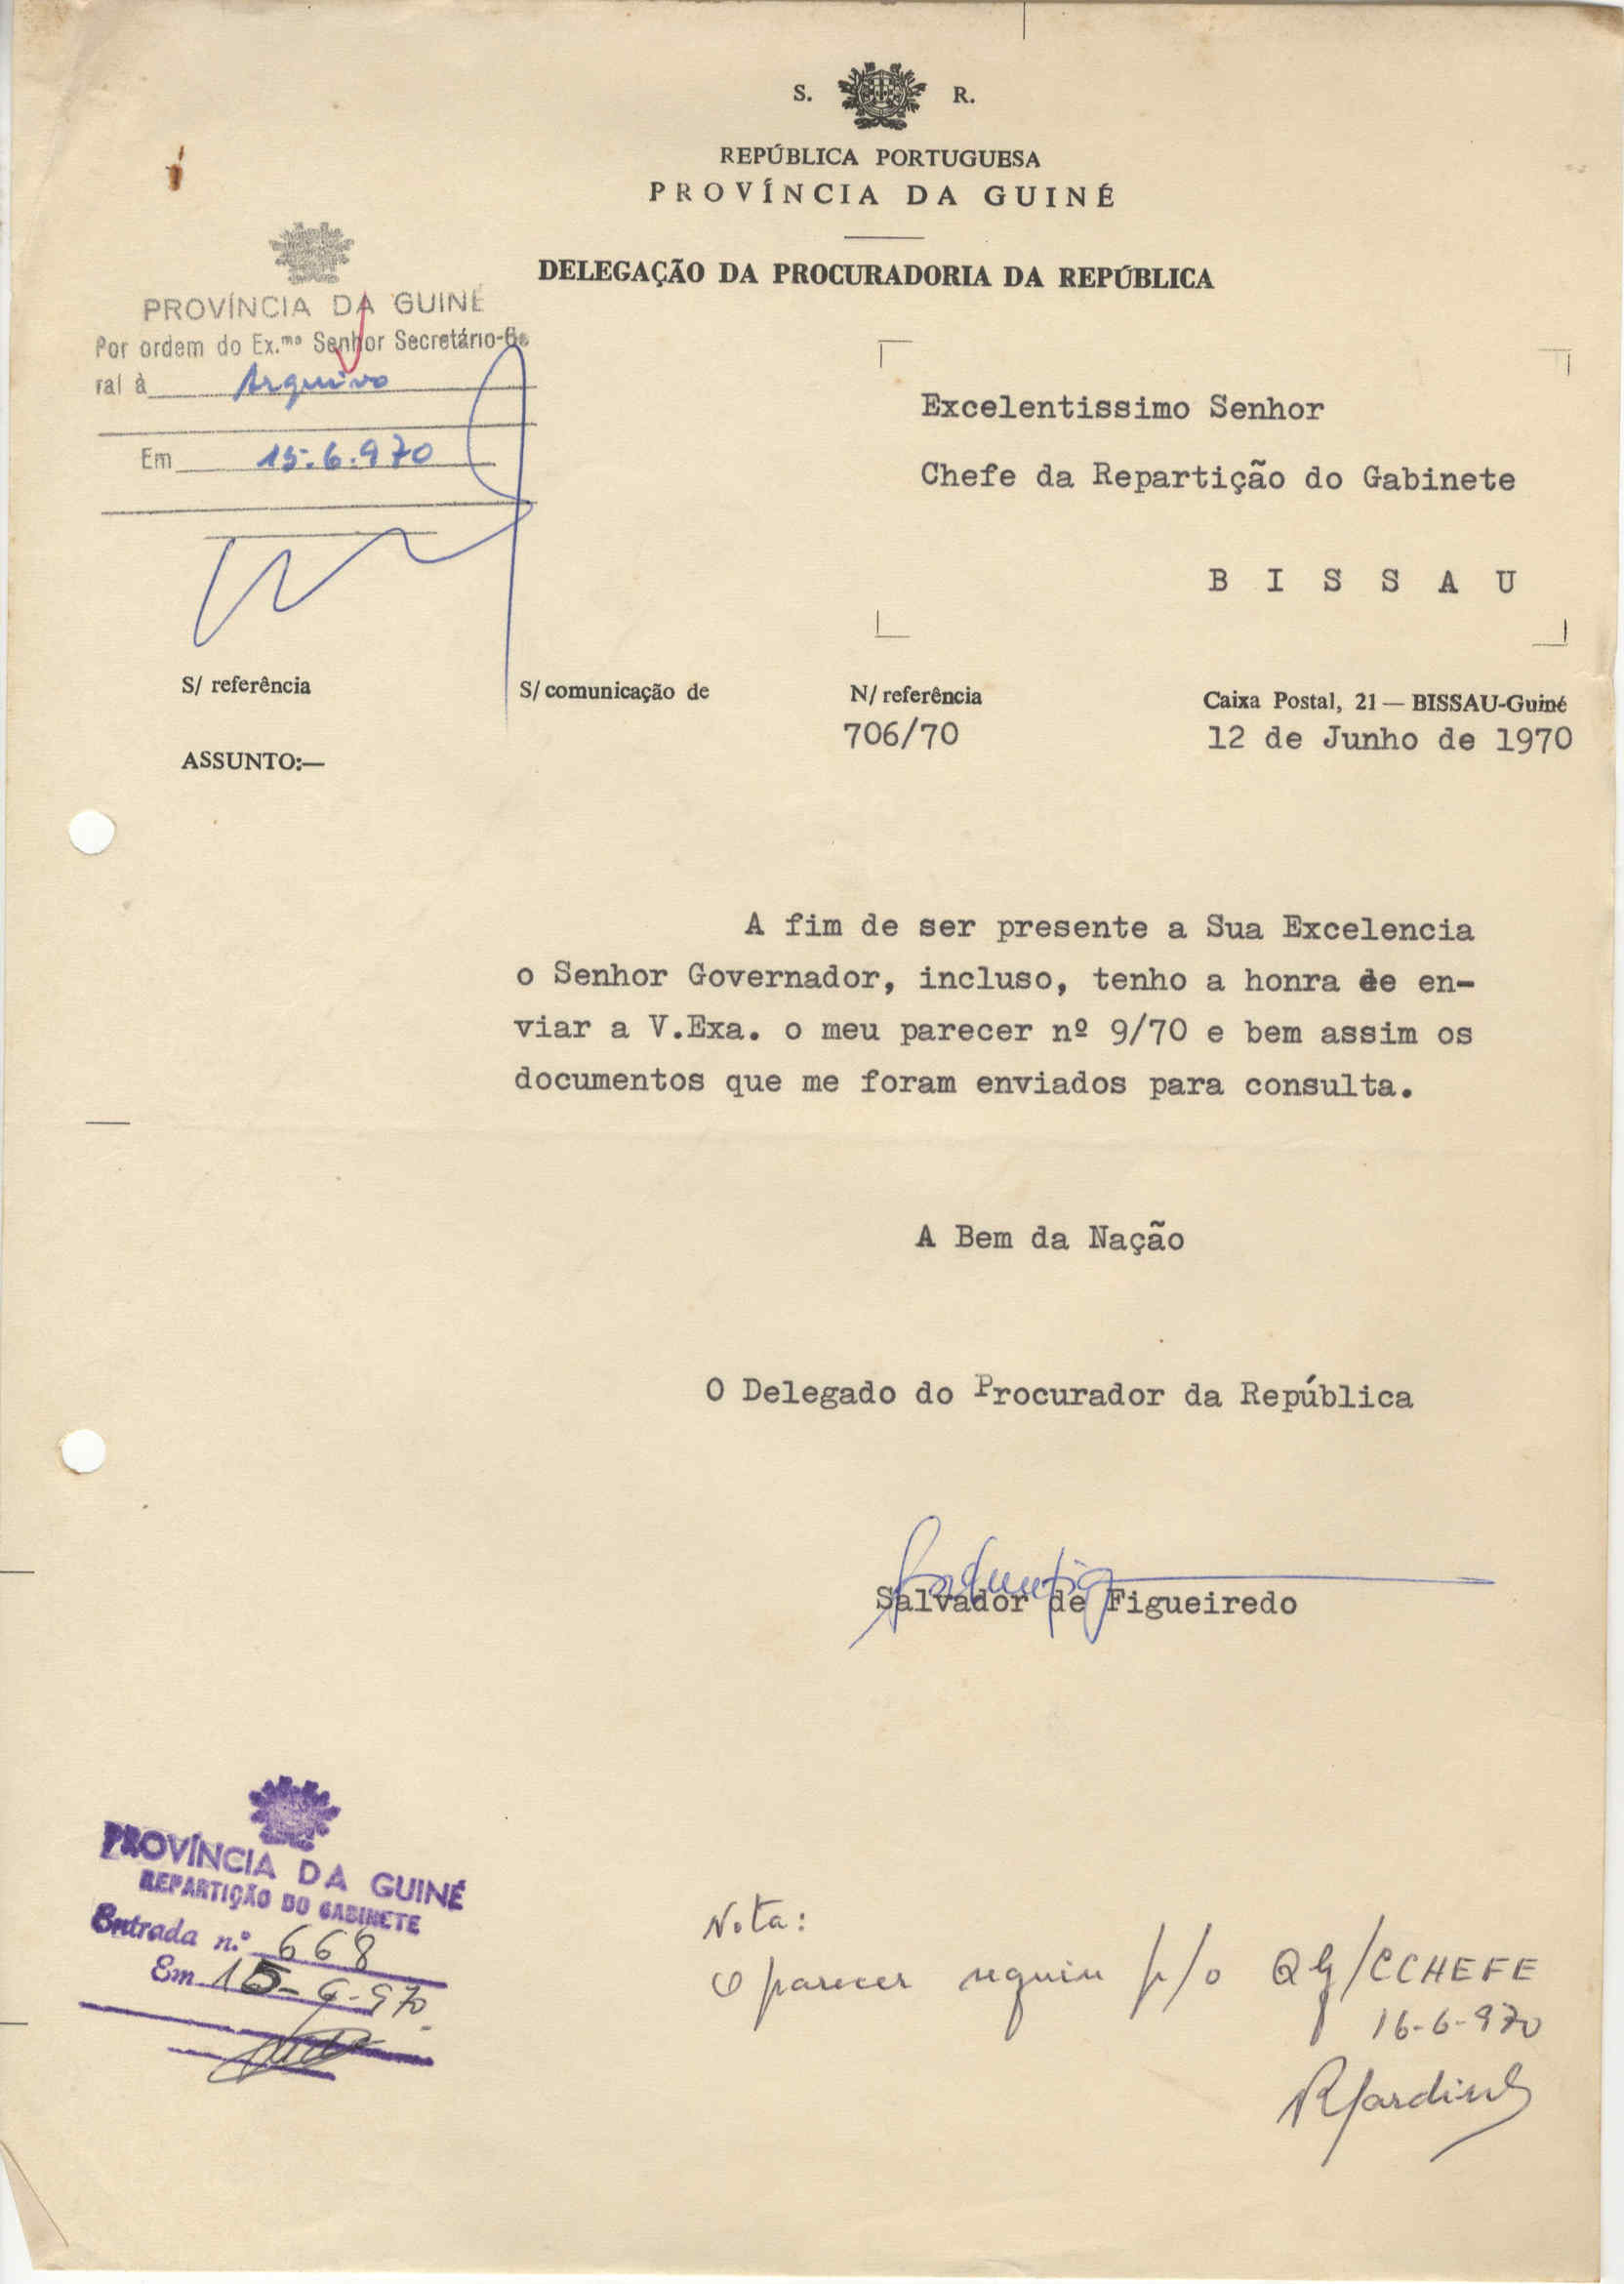 S. R.
REPÚBLICA PORTUGUESA
PROVÍNCIA DA GUINÉ
DELEGAÇÃO DA PROCURADORIA DA REPÚBLICA
PROVÍNCIA DA GUINÉ
Por ordem do Ex.mo Senhor Secretário-Ge
ral à Arquivo
Em 15.6.970
Excelentissimo Senhor
Chefe da Repartição do Gabinete
B I S S A U
S/ referência
S/ comunicação de
N/ referência
706/70
Caixa Postal, 21 — BISSAU-Guiné
12 de Junho de 1970
ASSUNTO:—
A fim de ser presente a Sua Excelencia
o Senhor Governador, incluso, tenho a honra de en-
viar a V.Exa. o meu parecer nº 9/70 e bem assim os
documentos que me foram enviados para consulta.
A Bem da Nação
O Delegado do Procurador da República
Salvador de Figueiredo
PROVÍNCIA DA GUINÉ
REPARTIÇÃO DO GABINETE
Entrada n.º 668
Em 15-6-970
Nota:
O parecer seguiu p/o QG/CCHEFE
16-6-970